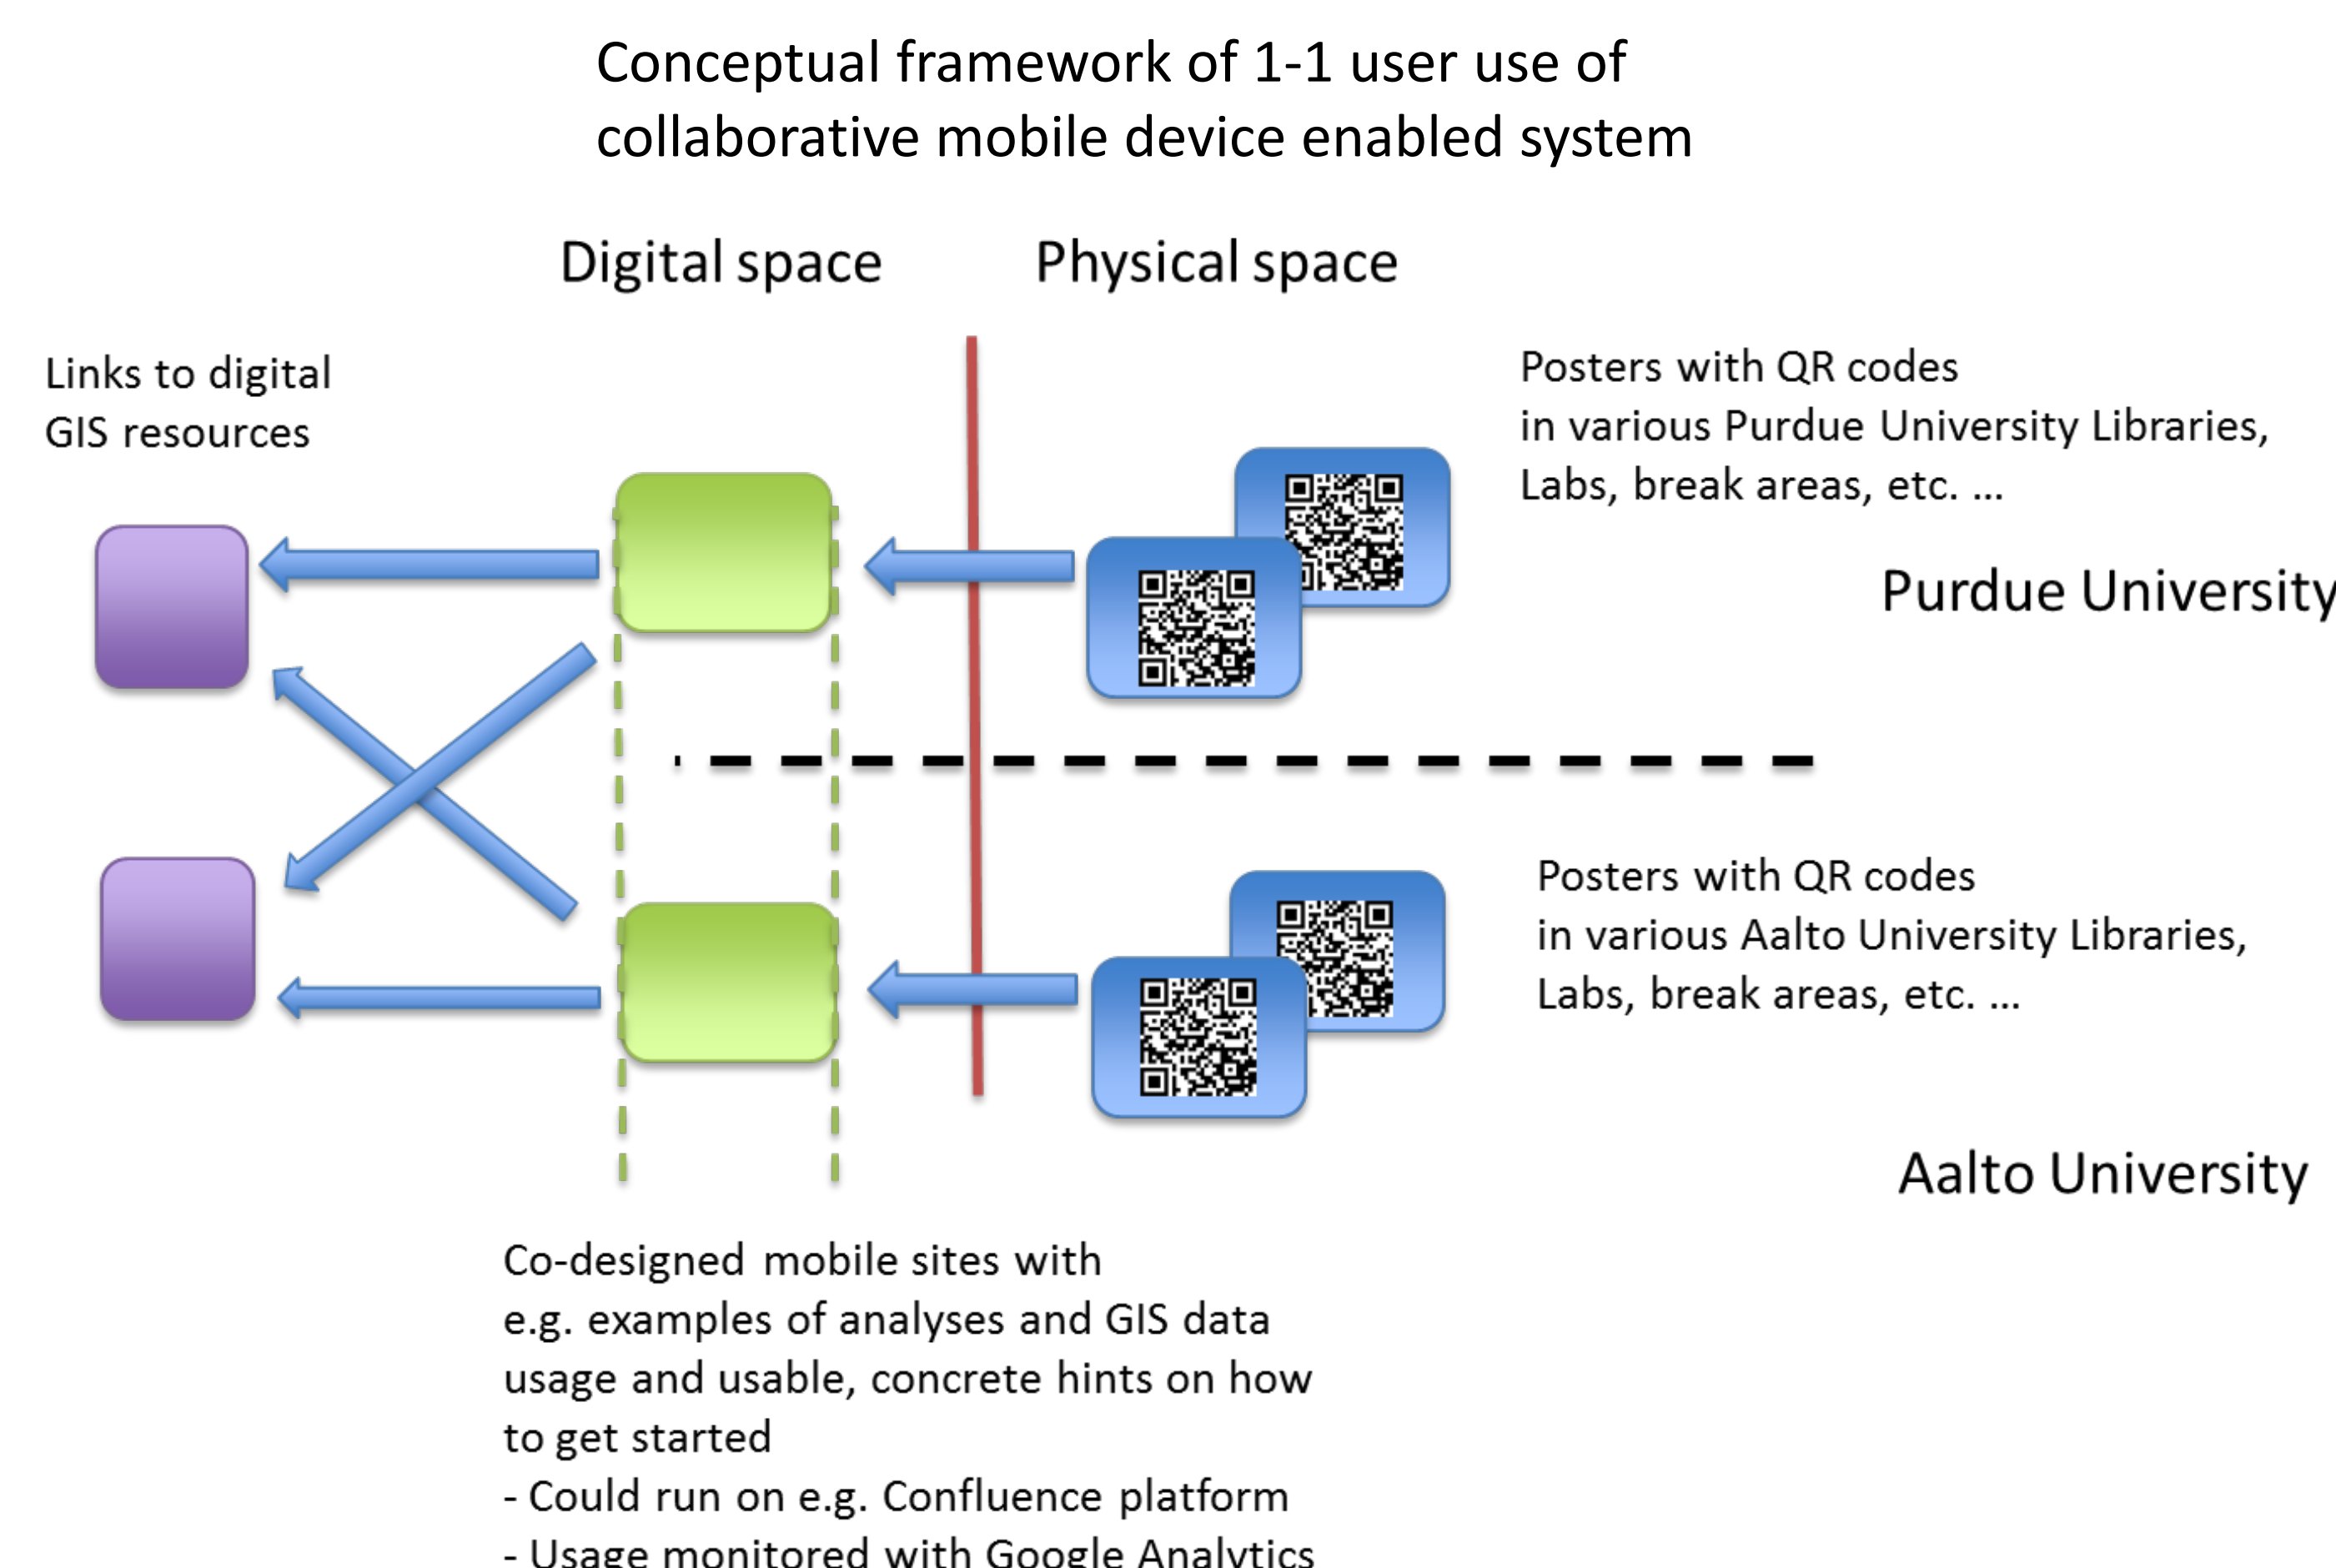 Conceptual framework of 1-1 user use of
collaborative mobile device enabled system
Digital space
Physical space
Links to digital
GIS resources
Posters with QR codes
in various Purdue University Libraries,
Labs, break areas, etc. ...
Purdue University
Posters with QR codes
in various Aalto University Libraries,
Labs, break areas, etc. ...
Aalto University
Co-designed mobile sites with
e.g. examples of analyses and GIS data
usage and usable, concrete hints on how
to get started
- Could run on e.g. Confluence platform
- Usage monitored with Google Analytics